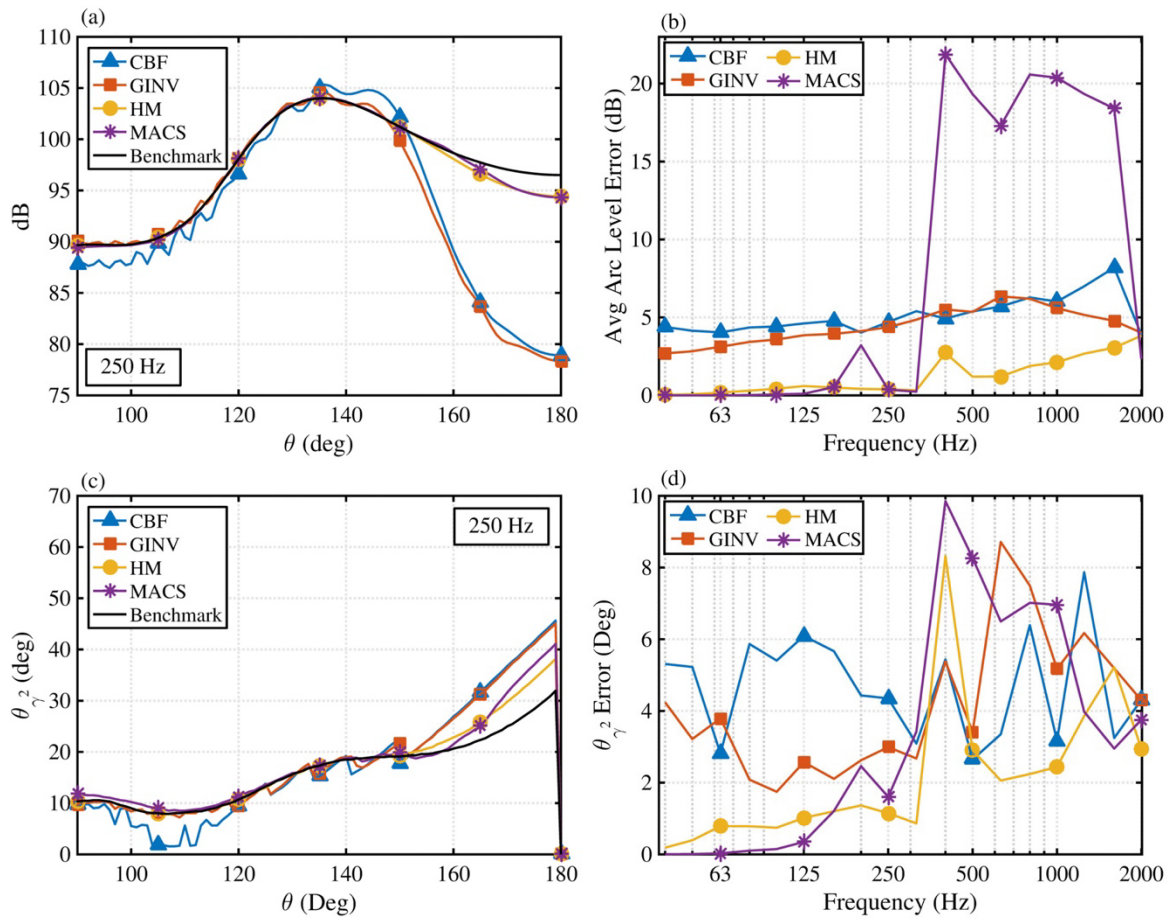 (a)
110
105
100
95
90
85
80
75
dB
CBF
GINV
HM
MACS
Benchmark
250 Hz
100 120 140 160 180
θ (deg)
(b)
20
15
10
5
0
Avg Arc Level Error (dB)
CBF HM
GINV MACS
63 125 250 500 1000 2000
Frequency (Hz)
(c)
70
60
50
40
30
20
10
0
θγ² (deg)
CBF
GINV
HM
MACS
Benchmark
250 Hz
100 120 140 160 180
θ (Deg)
(d)
10
8
6
4
2
0
θγ² Error (Deg)
CBF HM
GINV MACS
63 125 250 500 1000 2000
Frequency (Hz)